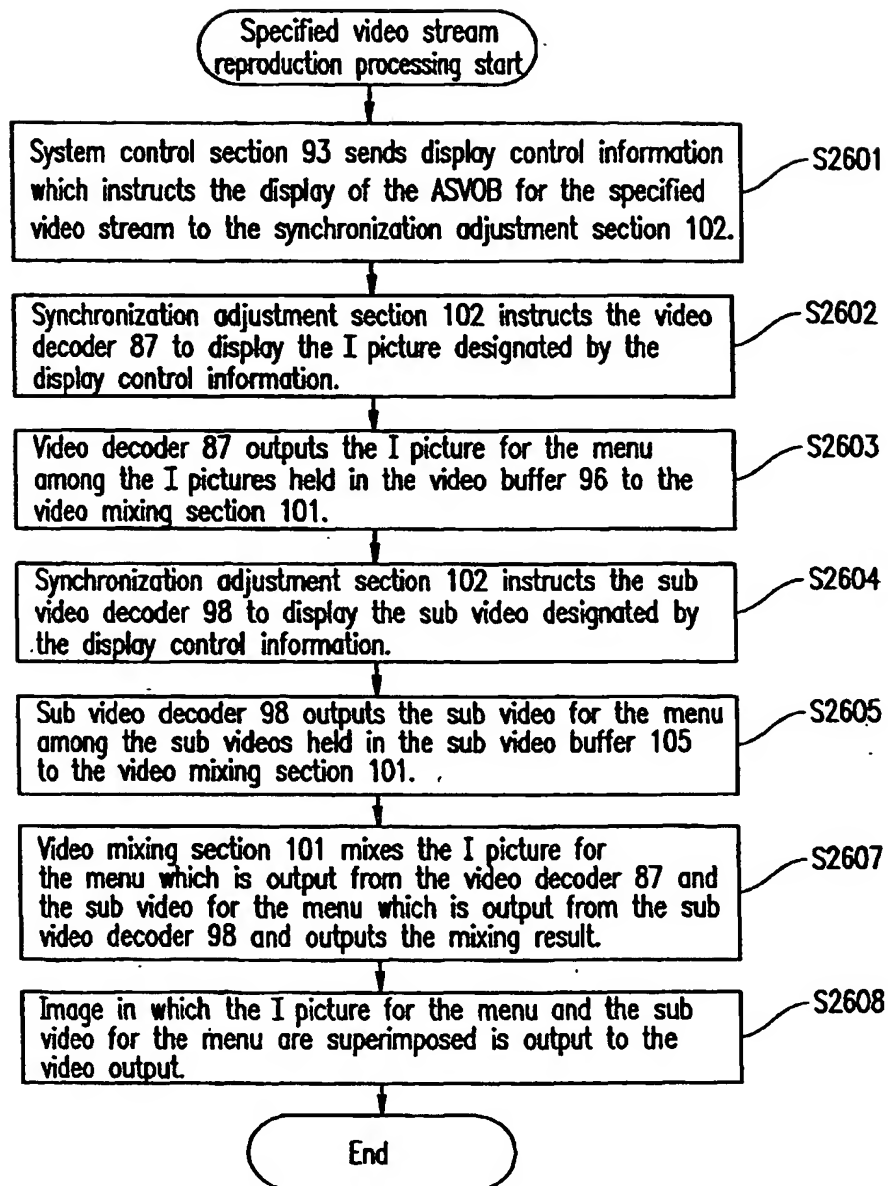 Specified video stream
reproduction processing start
System control section 93 sends display control information
which instructs the display of the ASVOB for the specified
video stream to the synchronization adjustment section 102.
S2601
Synchronization adjustment section 102 instructs the video
decoder 87 to display the I picture designated by the
display control information.
S2602
Video decoder 87 outputs the I picture for the menu
among the I pictures held in the video buffer 96 to the
video mixing section 101.
S2603
Synchronization adjustment section 102 instructs the sub
video decoder 98 to display the sub video designated by
the display control information.
S2604
Sub video decoder 98 outputs the sub video for the menu
among the sub videos held in the sub video buffer 105
to the video mixing section 101.
S2605
Video mixing section 101 mixes the I picture for
the menu which is output from the video decoder 87 and
the sub video for the menu which is output from the sub
video decoder 98 and outputs the mixing result.
S2607
Image in which the I picture for the menu and the sub
video for the menu are superimposed is output to the
video output.
S2608
End